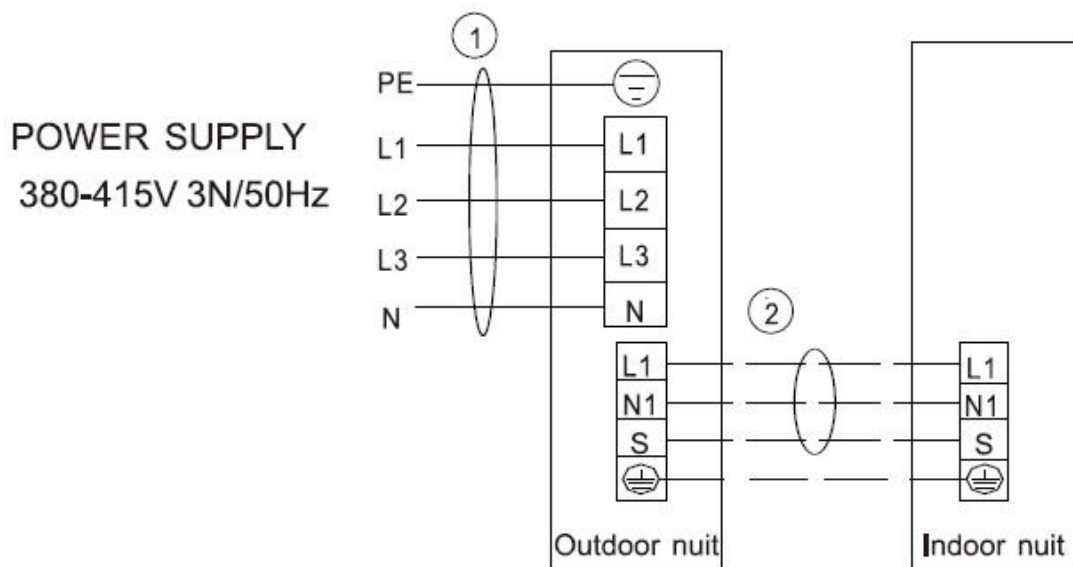 1
PE
POWER SUPPLY
380-415V 3N/50Hz
L1
L2
L3
N
L1
L2
L3
N
2
L1
N1
S
L1
N1
S
Outdoor nuit
Indoor nuit